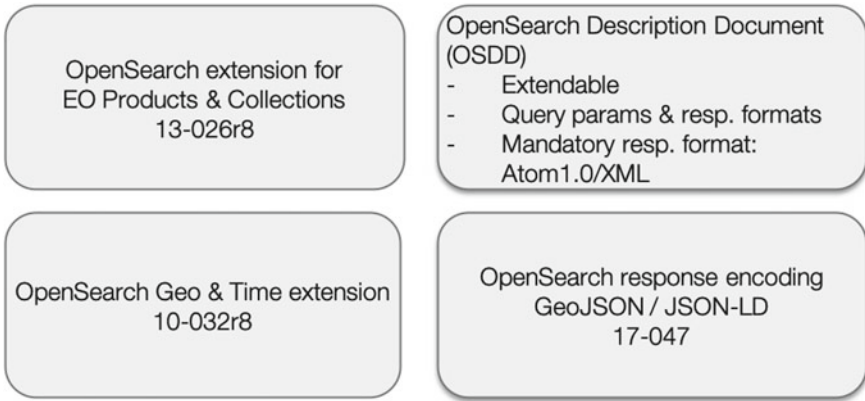 OpenSearch extension for
EO Products & Collections
13-026r8
OpenSearch Description Document
(OSDD)
- Extendable
- Query params & resp. formats
- Mandatory resp. format:
Atom1.0/XML
OpenSearch Geo & Time extension
10-032r8
OpenSearch response encoding
GeoJSON / JSON-LD
17-047